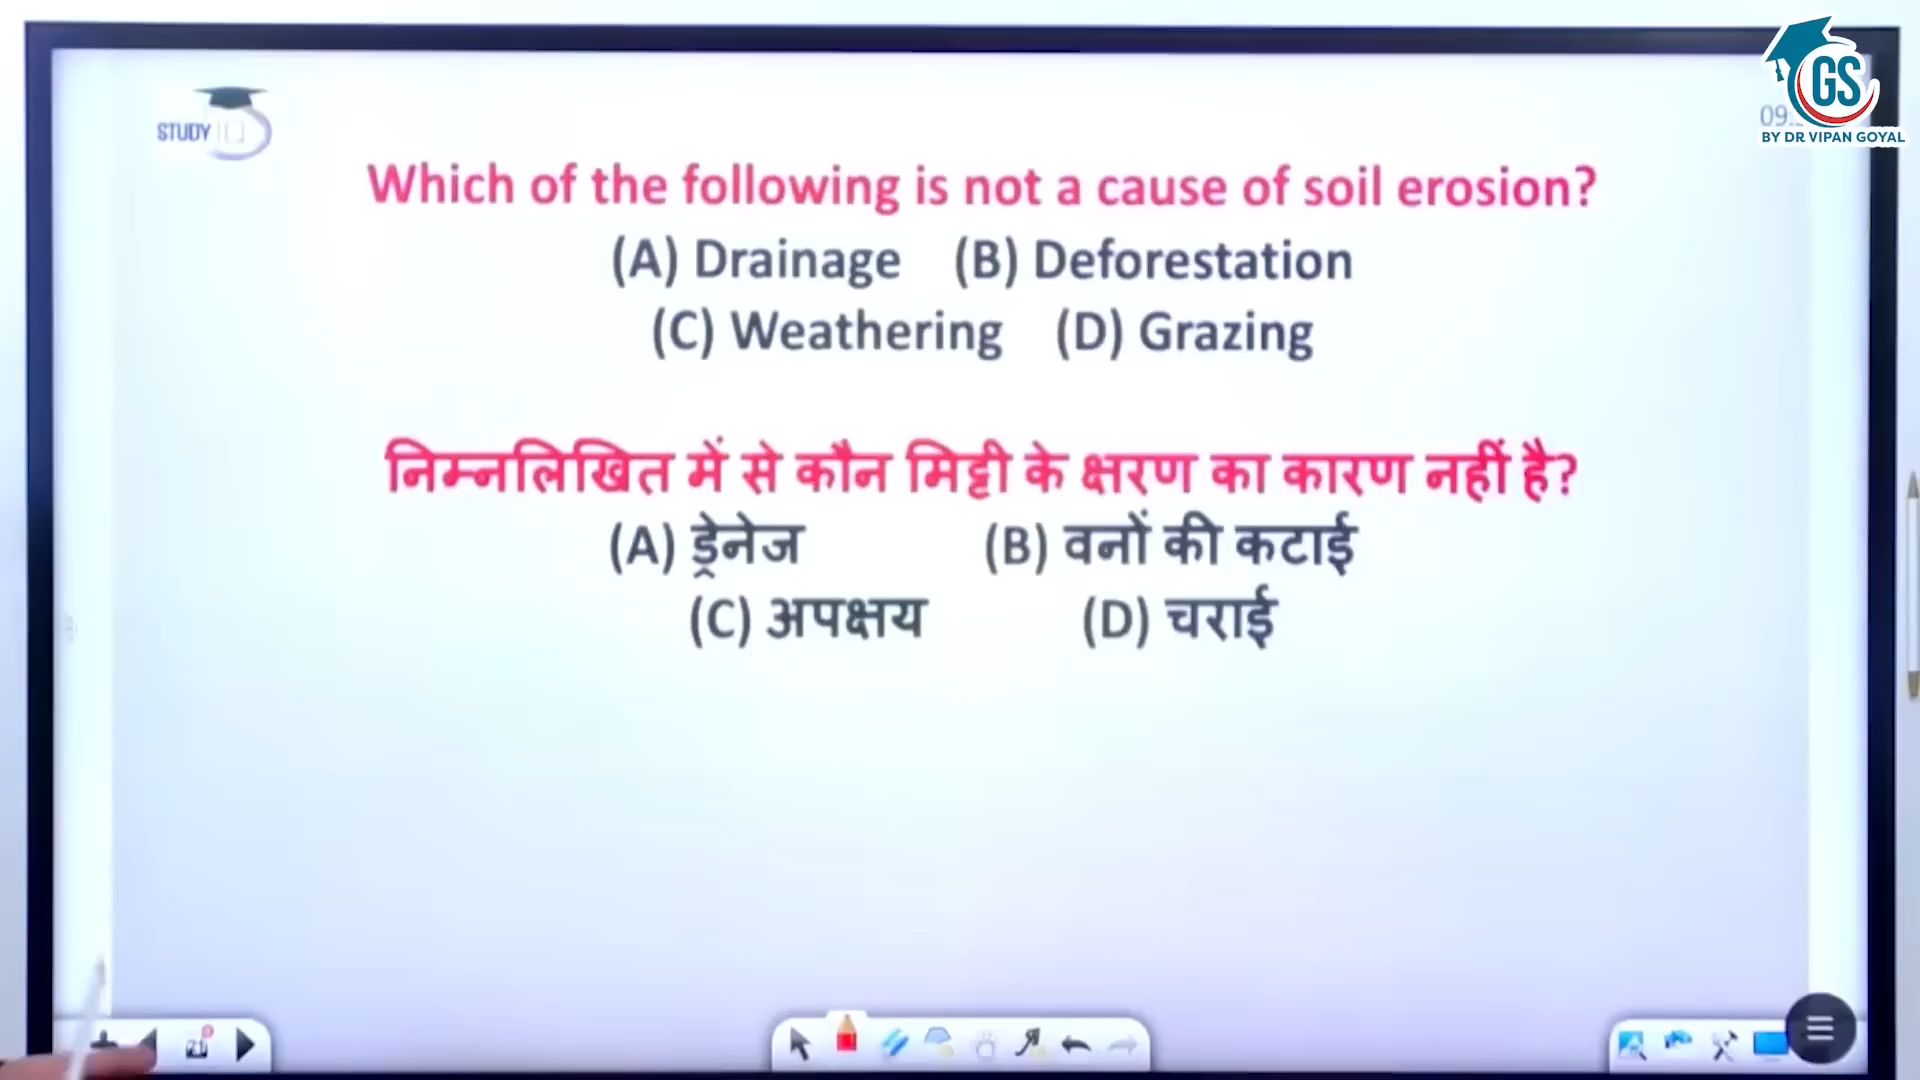 GS
BY DR VIPAN GOYAL
STUDY
Which of the following is not a cause of soil erosion?
(A) Drainage (B) Deforestation
(C) Weathering (D) Grazing
निम्नलिखित में से कौन मिट्टी के क्षरण का कारण नहीं है?
(A) ड्रेनेज (B) वनों की कटाई
(C) अपक्षय (D) चराई